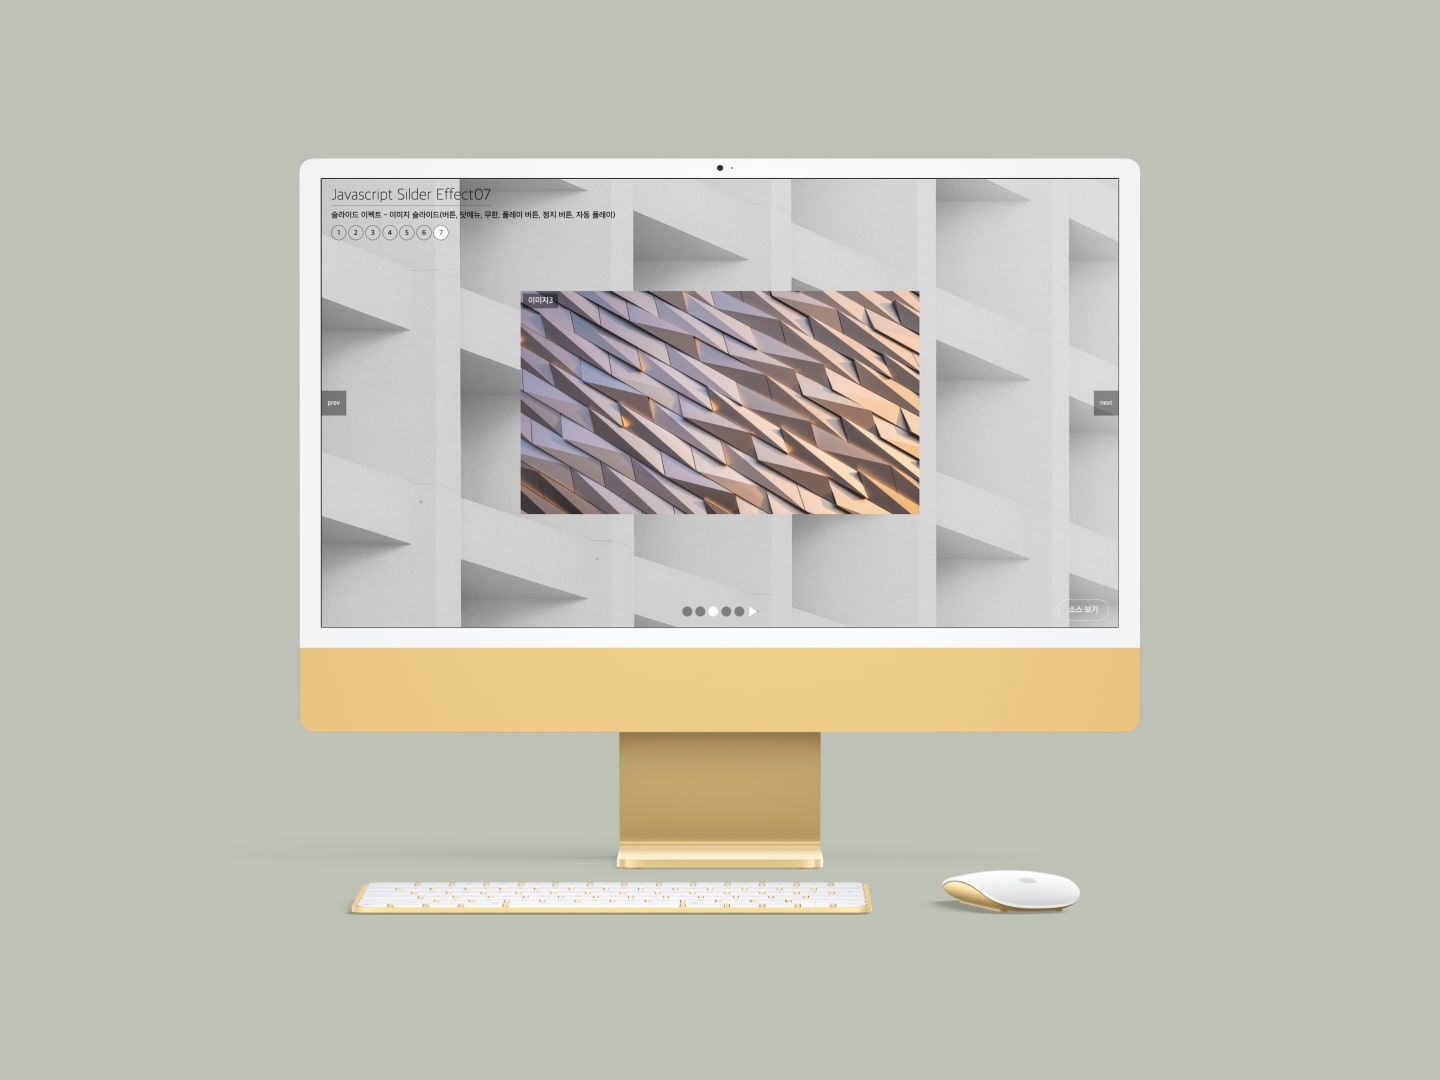 Javascript Silder Effect07
슬라이드 이펙트 - 이미지 슬라이드(버튼, 닷메뉴, 무한, 플레이 버튼, 정지 버튼, 자동 플레이)
1 2 3 4 5 6 7
이미지3
prev
next
소스 보기